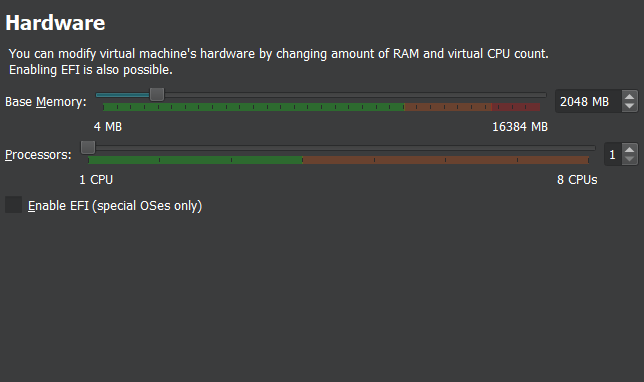 Hardware
You can modify virtual machine's hardware by changing amount of RAM and virtual CPU count.
Enabling EFI is also possible.
Base Memory: 2048 MB
4 MB 16384 MB
Processors: 1
1 CPU 8 CPUs
Enable EFI (special OSes only)